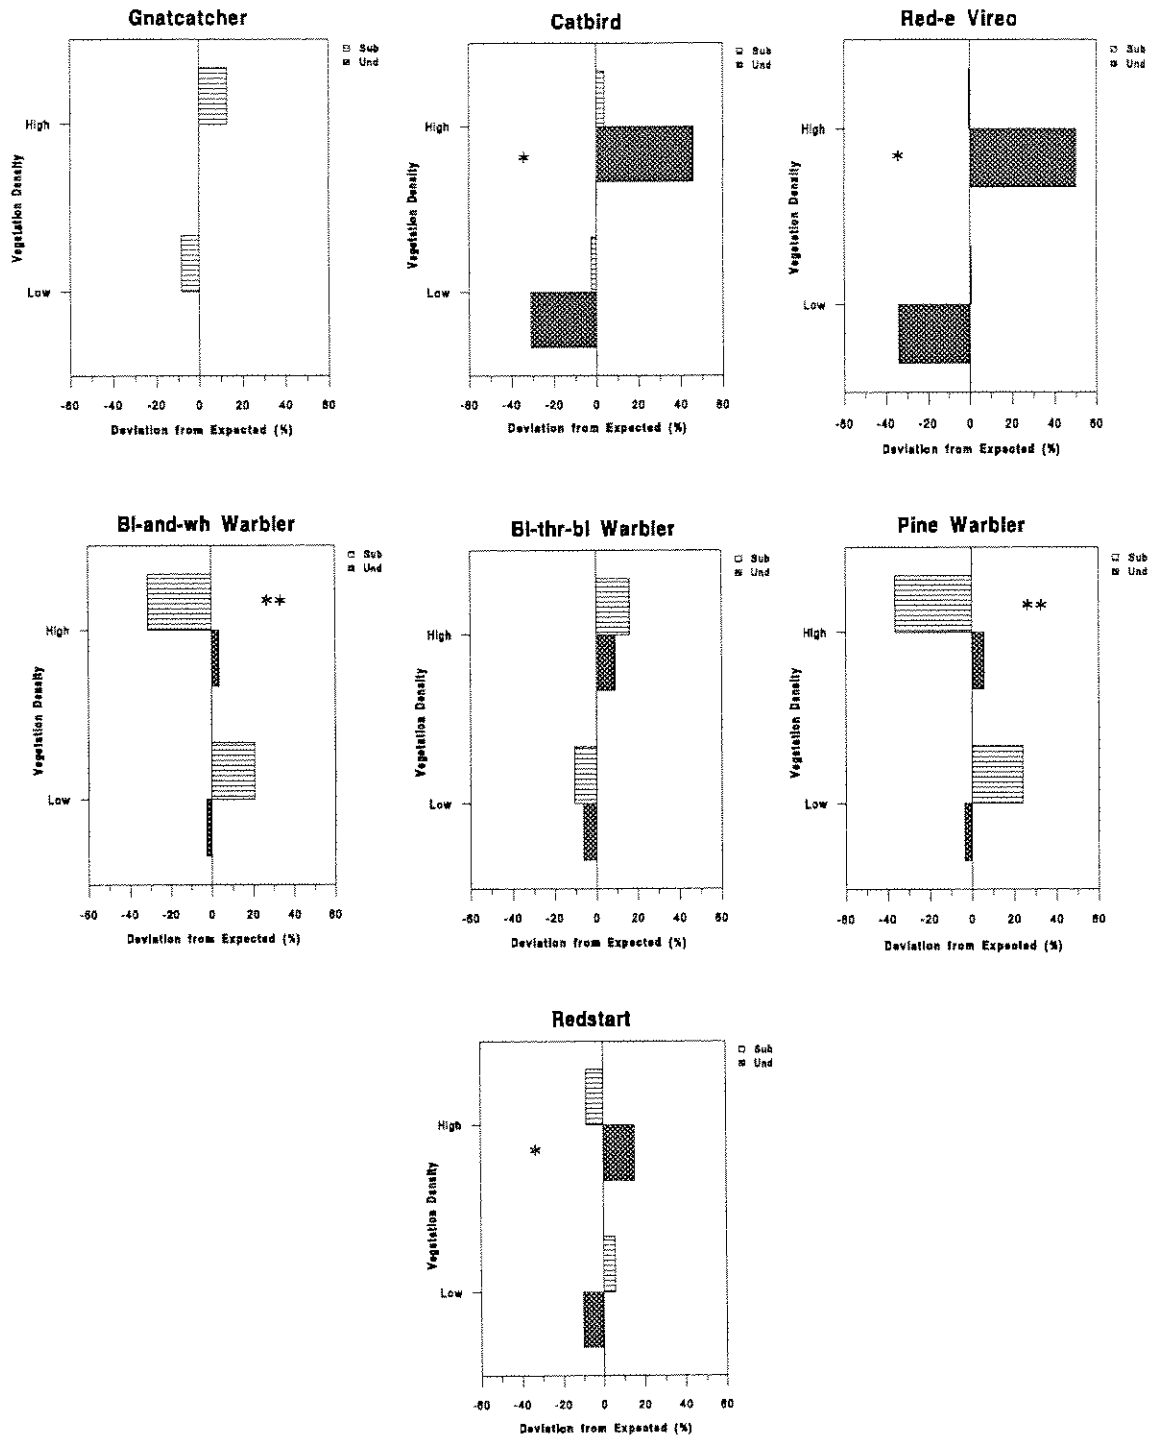 Gnatcatcher
Sub
Und
High
Low
Vegetation Density
-60 -40 -20 0 20 40 60
Deviation from Expected (%)
Catbird
Sub
Und
High
*
Low
Vegetation Density
-60 -40 -20 0 20 40 60
Deviation from Expected (%)
Red-e Vireo
Sub
Und
High
*
Low
Vegetation Density
-60 -40 -20 0 20 40 60
Deviation from Expected (%)
Bl-and-wh Warbler
Sub
Und
**
High
Low
Vegetation Density
-60 -40 -20 0 20 40 60
Deviation from Expected (%)
Bl-thr-bl Warbler
Sub
Und
High
Low
Vegetation Density
-60 -40 -20 0 20 40 60
Deviation from Expected (%)
Pine Warbler
Sub
Und
**
High
Low
Vegetation Density
-60 -40 -20 0 20 40 60
Deviation from Expected (%)
Redstart
Sub
Und
High
*
Low
Vegetation Density
-60 -40 -20 0 20 40 60
Deviation from Expected (%)